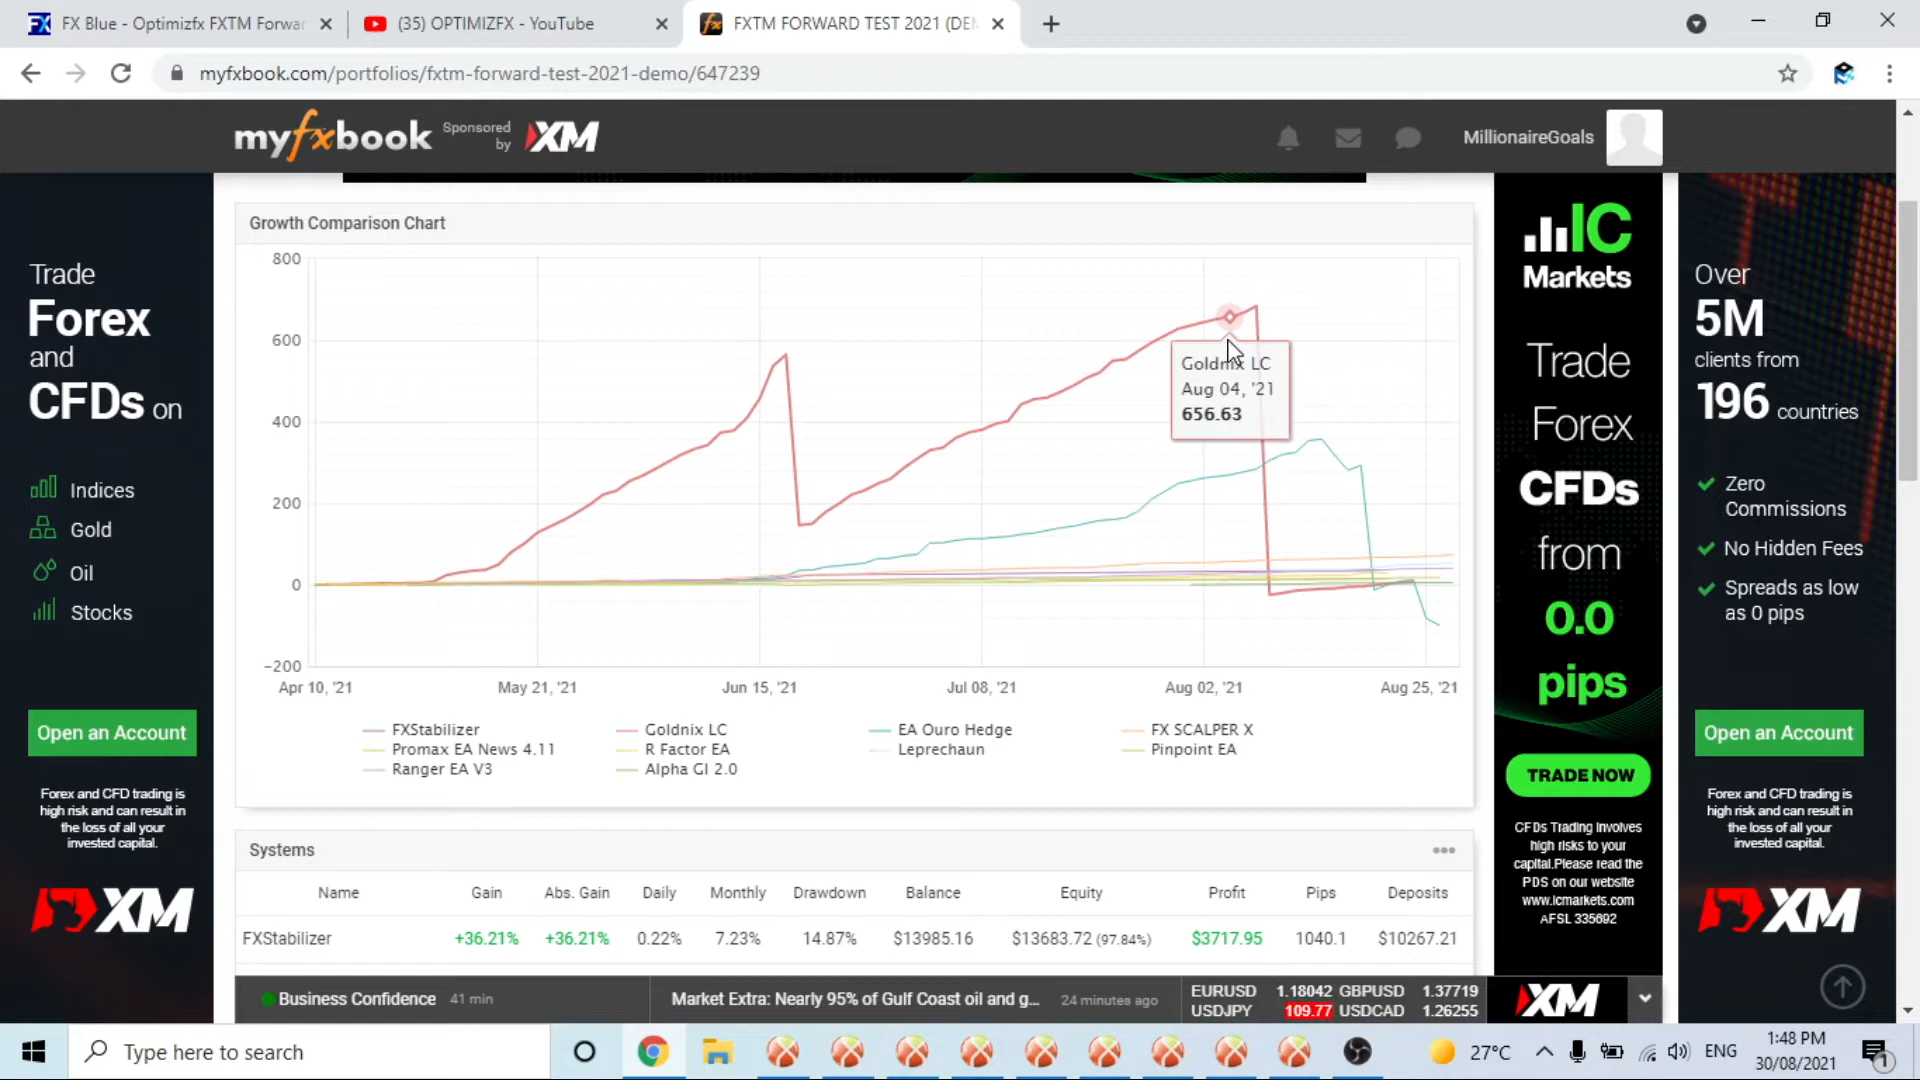 FX Blue - Optimizfx FXTM Forwar
(35) OPTIMIZFX - YouTube
FXTM FORWARD TEST 2021 (DEM
myfxbook.com/portfolios/fxtm-forward-test-2021-demo/647239
myfxbook
Sponsored by
XM
MillionaireGoals
Trade
Forex
and
CFDs on
Indices
Gold
Oil
Stocks
Open an Account
Forex and CFD trading is
high risk and can result in
the loss of all your
invested capital.
XM
Growth Comparison Chart
800
600
400
200
0
-200
Apr 10, '21
May 21, '21
Jun 15, '21
Jul 08, '21
Aug 02, '21
Aug 25, '21
Goldnix LC
Aug 04, '21
656.63
FXStabilizer
Goldnix LC
EA Ouro Hedge
FX SCALPER X
Promax EA News 4.11
R Factor EA
Leprechaun
Pinpoint EA
Ranger EA V3
Alpha GI 2.0
Systems
Name Gain Abs. Gain Daily Monthly Drawdown Balance Equity Profit Pips Deposits
FXStabilizer +36.21% +36.21% 0.22% 7.23% 14.87% $13985.16 $13683.72 (97.84%) $3717.95 1040.1 $10267.21
IC
Markets
Trade
Forex
CFDs
from
0.0
pips
TRADE NOW
CFDs Trading involves
high risks to your
capital.Please read the
PDS on our website
www.icmarkets.com
AFSL 335692
Over
5M
clients from
196 countries
Zero
Commissions
No Hidden Fees
Spreads as low
as 0 pips
Open an Account
Forex and CFD trading is
high risk and can result in
the loss of all your
invested capital.
XM
Business Confidence 41 min
Market Extra: Nearly 95% of Gulf Coast oil and g... 24 minutes ago
EURUSD 1.18042 GBPUSD 1.37719
USDJPY 109.77 USDCAD 1.26255
XM
Type here to search
27°C
ENG
1:48 PM
30/08/2021
1